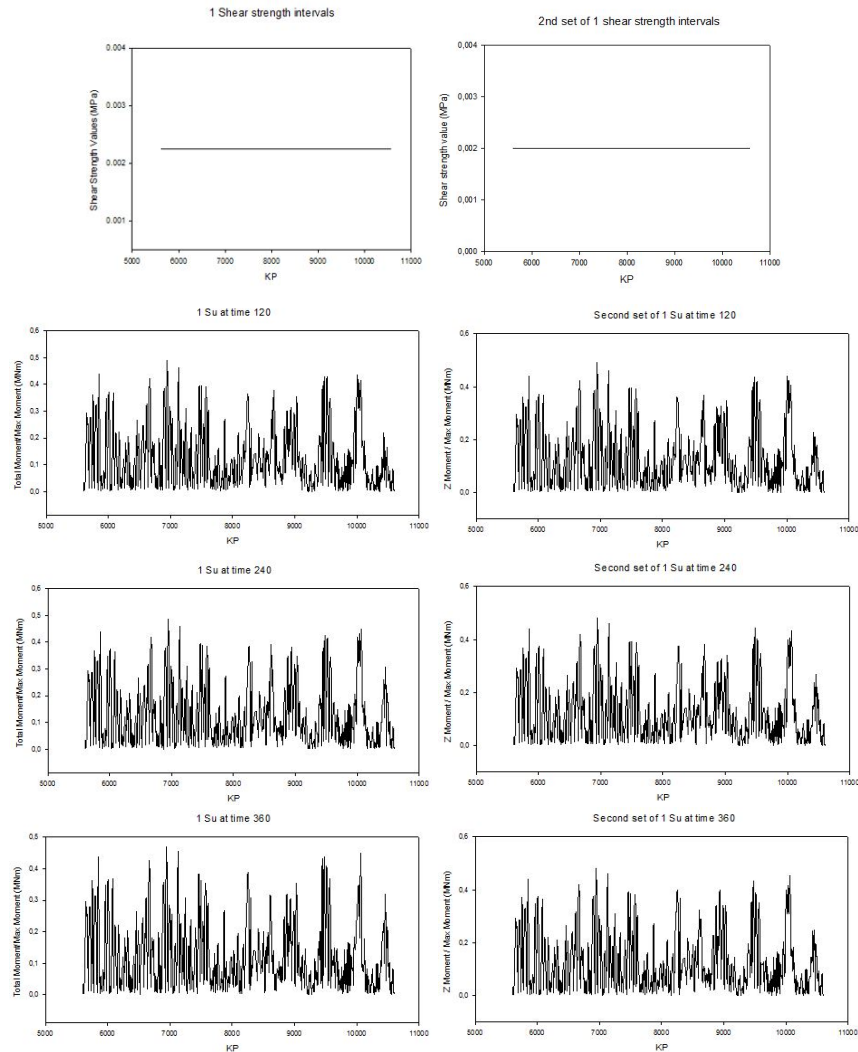 1 Shear strength intervals
0.004
0.003
0.002
0.001
Shear Strength Values (MPa)
5000 6000 7000 8000 9000 10000 11000
KP
2nd set of 1 shear strength intervals
0,004
0,003
0,002
0,001
0,000
Shear strength value (MPa)
5000 6000 7000 8000 9000 10000 11000
KP
1 Su at time 120
0,6
0,5
0,4
0,3
0,2
0,1
0,0
Total Moment/Max Moment (MNm)
5000 6000 7000 8000 9000 10000 11000
KP
Second set of 1 Su at time 120
0,6
0,4
0,2
0,0
Z Moment / Max Moment (MNm)
5000 6000 7000 8000 9000 10000 11000
KP
1 Su at time 240
0,6
0,5
0,4
0,3
0,2
0,1
0,0
Total Moment/Max Moment (MNm)
5000 6000 7000 8000 9000 10000 11000
KP
Second set of 1 Su at time 240
0,6
0,4
0,2
0,0
Z Moment / Max Moment (MNm)
5000 6000 7000 8000 9000 10000 11000
KP
1 Su at time 360
0,5
0,4
0,3
0,2
0,1
0,0
Total Moment/Max Moment (MNm)
5000 6000 7000 8000 9000 10000 11000
KP
Second set of 1 Su at time 360
0,6
0,4
0,2
0,0
Z Moment / Max Moment (MNm)
5000 6000 7000 8000 9000 10000 11000
KP